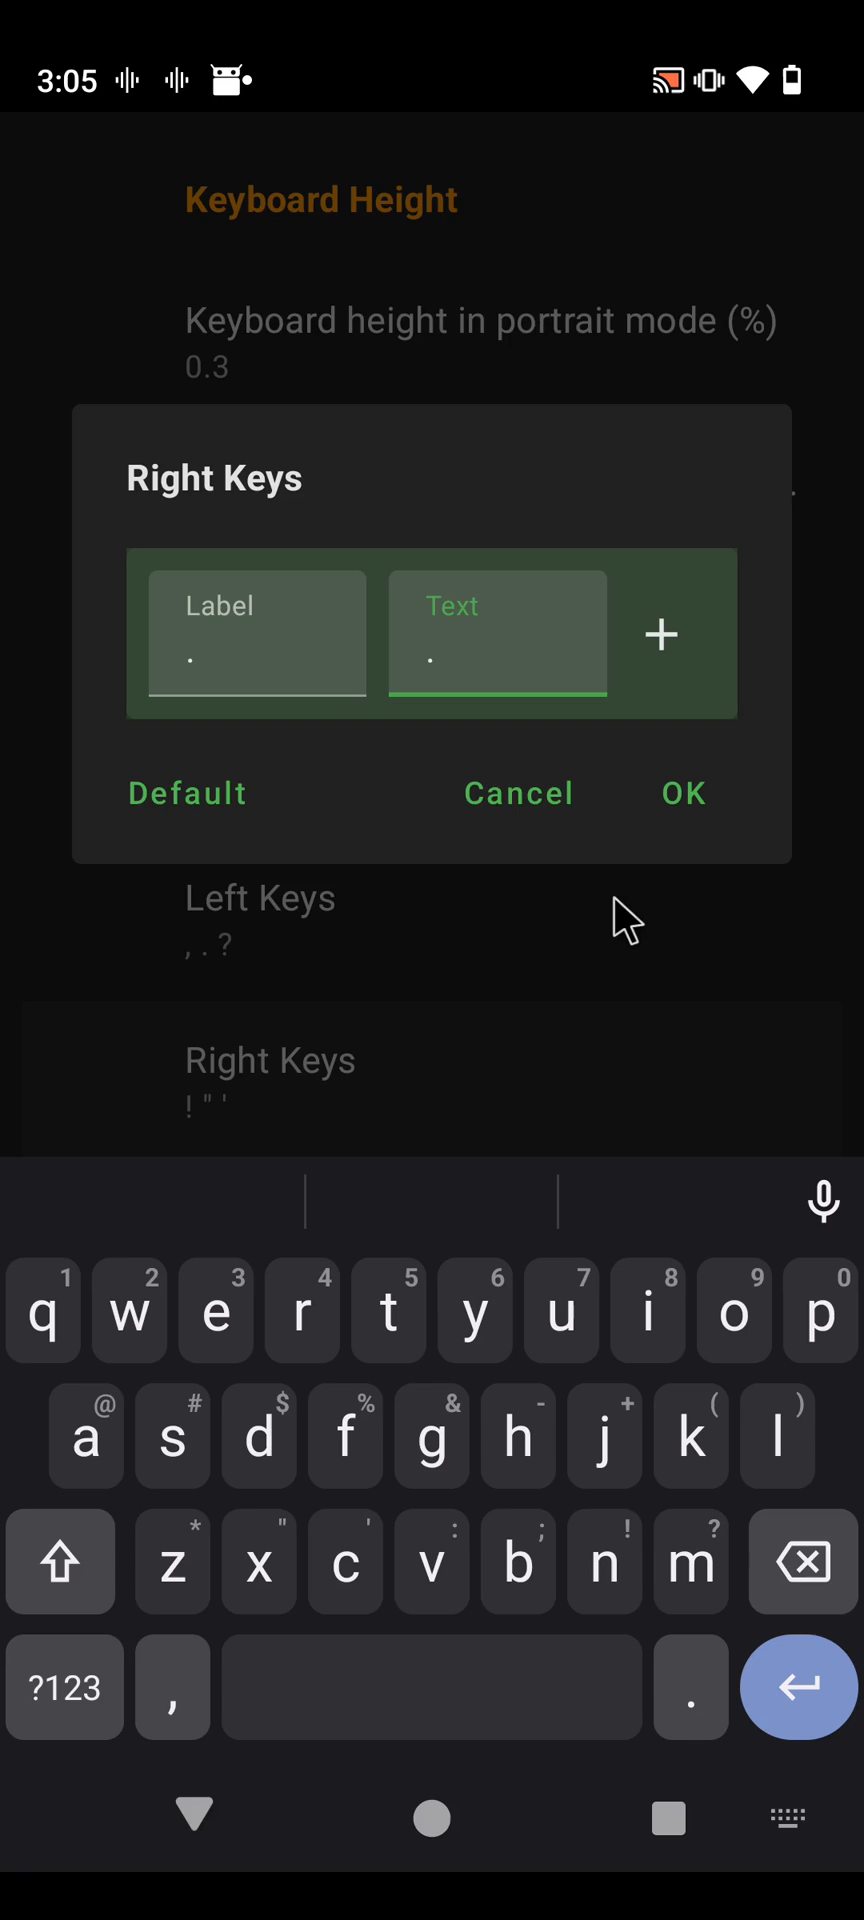 3:05
Keyboard Height
Keyboard height in portrait mode (%)
0.3
Right Keys
Label
.
Text
.
+
Default
Cancel
OK
Left Keys
, . ?
Right Keys
! " '
1 2 3 4 5 6 7 8 9 0
q w e r t y u i o p
@ # $ % & - + ( )
a s d f g h j k l
* " ' : ; ! ?
z x c v b n m
?123 , .